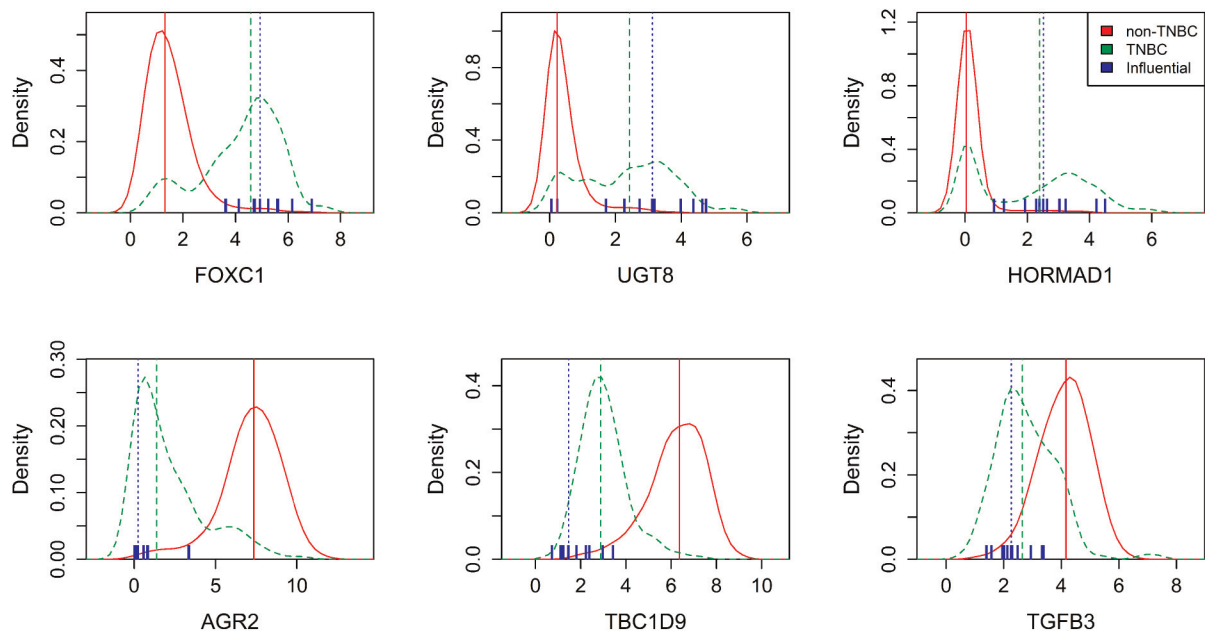 Density
0.0 0.2 0.4
0 2 4 6 8
FOXC1
Density
0.0 0.4 0.8
-2 0 2 4 6
UGT8
Density
0.0 0.4 0.8 1.2
0 2 4 6
HORMAD1
non-TNBC
TNBC
Influential
Density
0.00 0.10 0.20 0.30
0 5 10
AGR2
Density
0.0 0.2 0.4
0 2 4 6 8 10
TBC1D9
Density
0.0 0.2 0.4
0 2 4 6 8
TGFB3